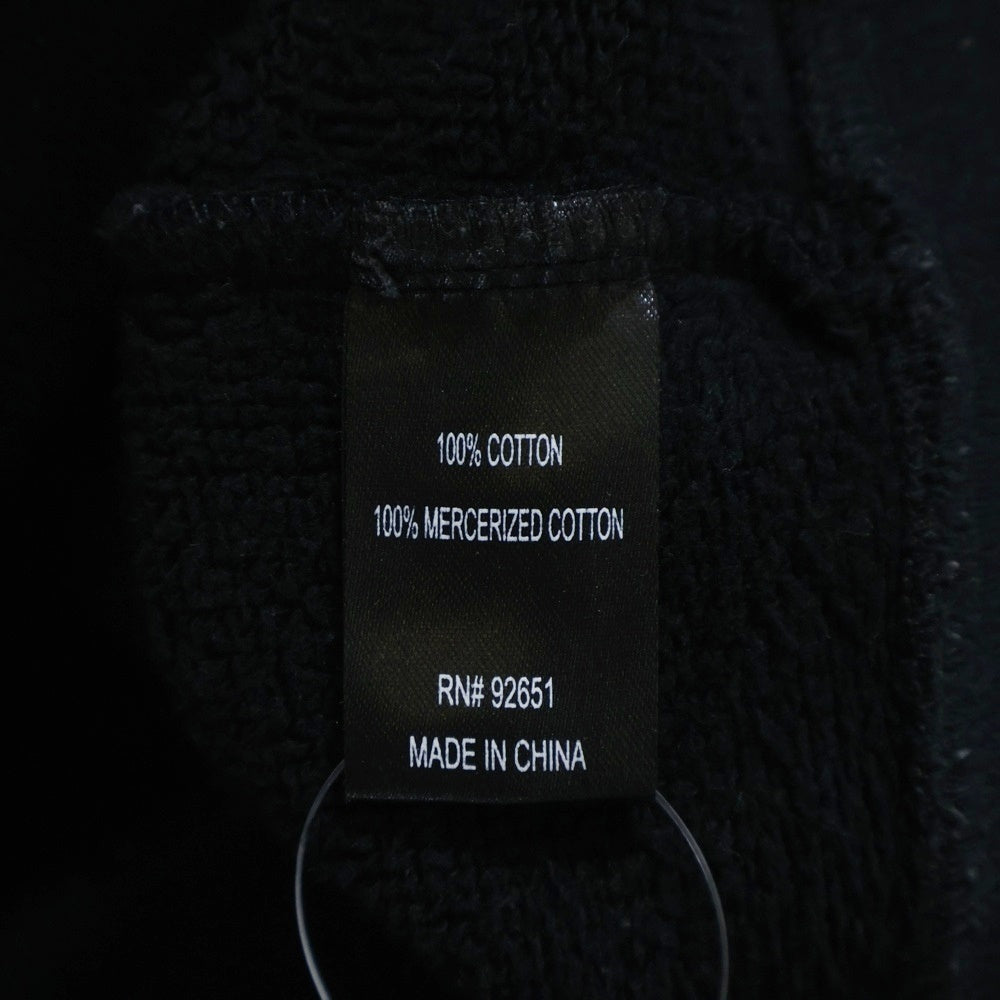 100% COTTON
100% MERCERIZED COTTON
RN# 92651
MADE IN CHINA